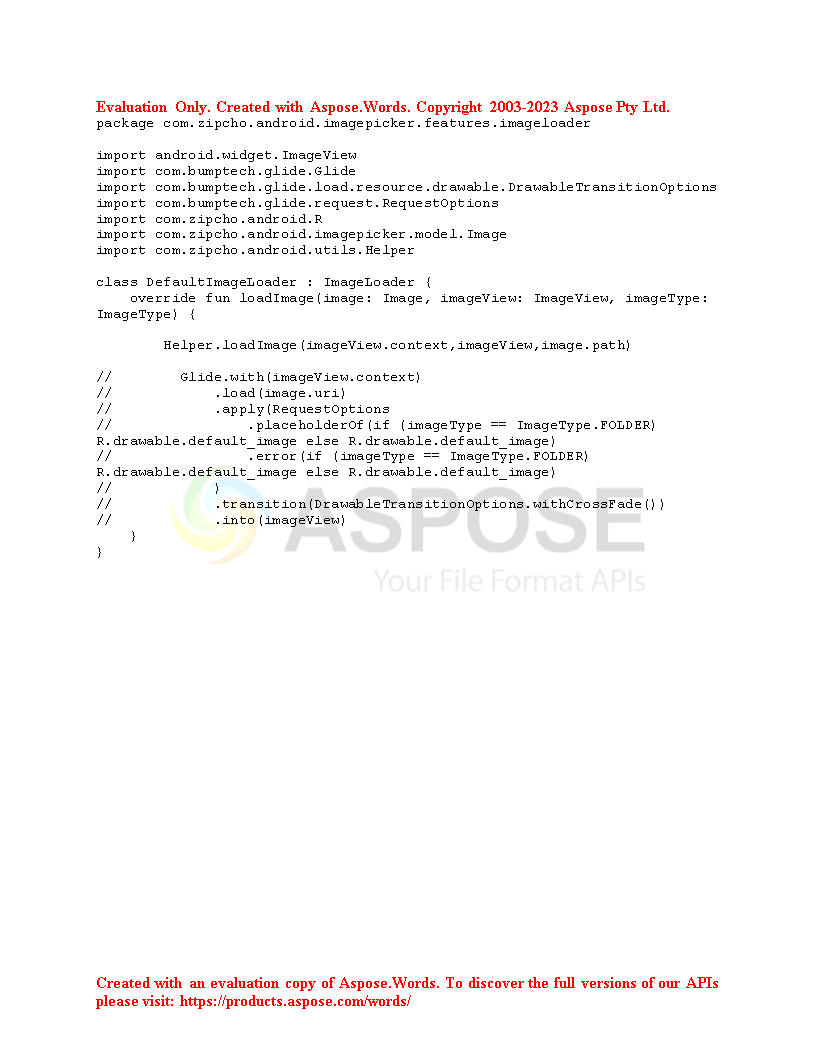 Evaluation Only. Created with Aspose.Words. Copyright 2003-2023 Aspose Pty Ltd.
package com.zipcho.android.imagepicker.features.imageloader

import android.widget.ImageView
import com.bumptech.glide.Glide
import com.bumptech.glide.load.resource.drawable.DrawableTransitionOptions
import com.bumptech.glide.request.RequestOptions
import com.zipcho.android.R
import com.zipcho.android.imagepicker.model.Image
import com.zipcho.android.utils.Helper

class DefaultImageLoader : ImageLoader {
    override fun loadImage(image: Image, imageView: ImageView, imageType:
ImageType) {

        Helper.loadImage(imageView.context,imageView,image.path)

//        Glide.with(imageView.context)
//            .load(image.uri)
//            .apply(RequestOptions
//                .placeholderOf(if (imageType == ImageType.FOLDER)
R.drawable.default_image else R.drawable.default_image)
//                .error(if (imageType == ImageType.FOLDER)
R.drawable.default_image else R.drawable.default_image)
//            )
//            .transition(DrawableTransitionOptions.withCrossFade())
//            .into(imageView)
    }
}
ASPOSE
Your File Format APIs
Created with an evaluation copy of Aspose.Words. To discover the full versions of our APIs
please visit: https://products.aspose.com/words/